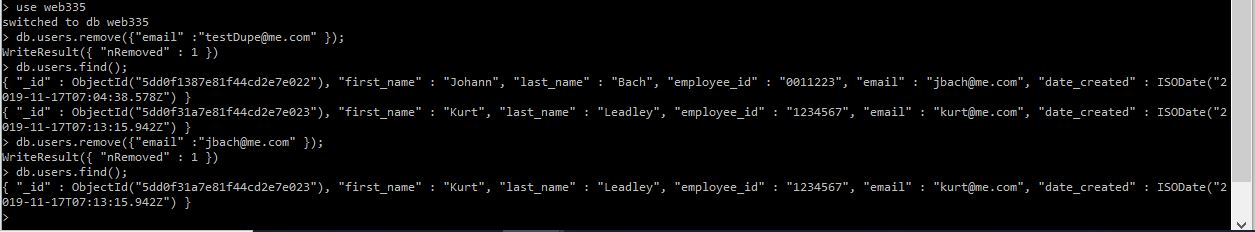 > use web335
switched to db web335
> db.users.remove({"email" :"testDupe@me.com" });
WriteResult({ "nRemoved" : 1 })
> db.users.find();
{ "_id" : ObjectId("5dd0f1387e81f44cd2e7e022"), "first_name" : "Johann", "last_name" : "Bach", "employee_id" : "0011223", "email" : "jbach@me.com", "date_created" : ISODate("2
019-11-17T07:04:38.578Z") }
{ "_id" : ObjectId("5dd0f31a7e81f44cd2e7e023"), "first_name" : "Kurt", "last_name" : "Leadley", "employee_id" : "1234567", "email" : "kurt@me.com", "date_created" : ISODate("2
019-11-17T07:13:15.942Z") }
> db.users.remove({"email" :"jbach@me.com" });
WriteResult({ "nRemoved" : 1 })
> db.users.find();
{ "_id" : ObjectId("5dd0f31a7e81f44cd2e7e023"), "first_name" : "Kurt", "last_name" : "Leadley", "employee_id" : "1234567", "email" : "kurt@me.com", "date_created" : ISODate("2
019-11-17T07:13:15.942Z") }
>